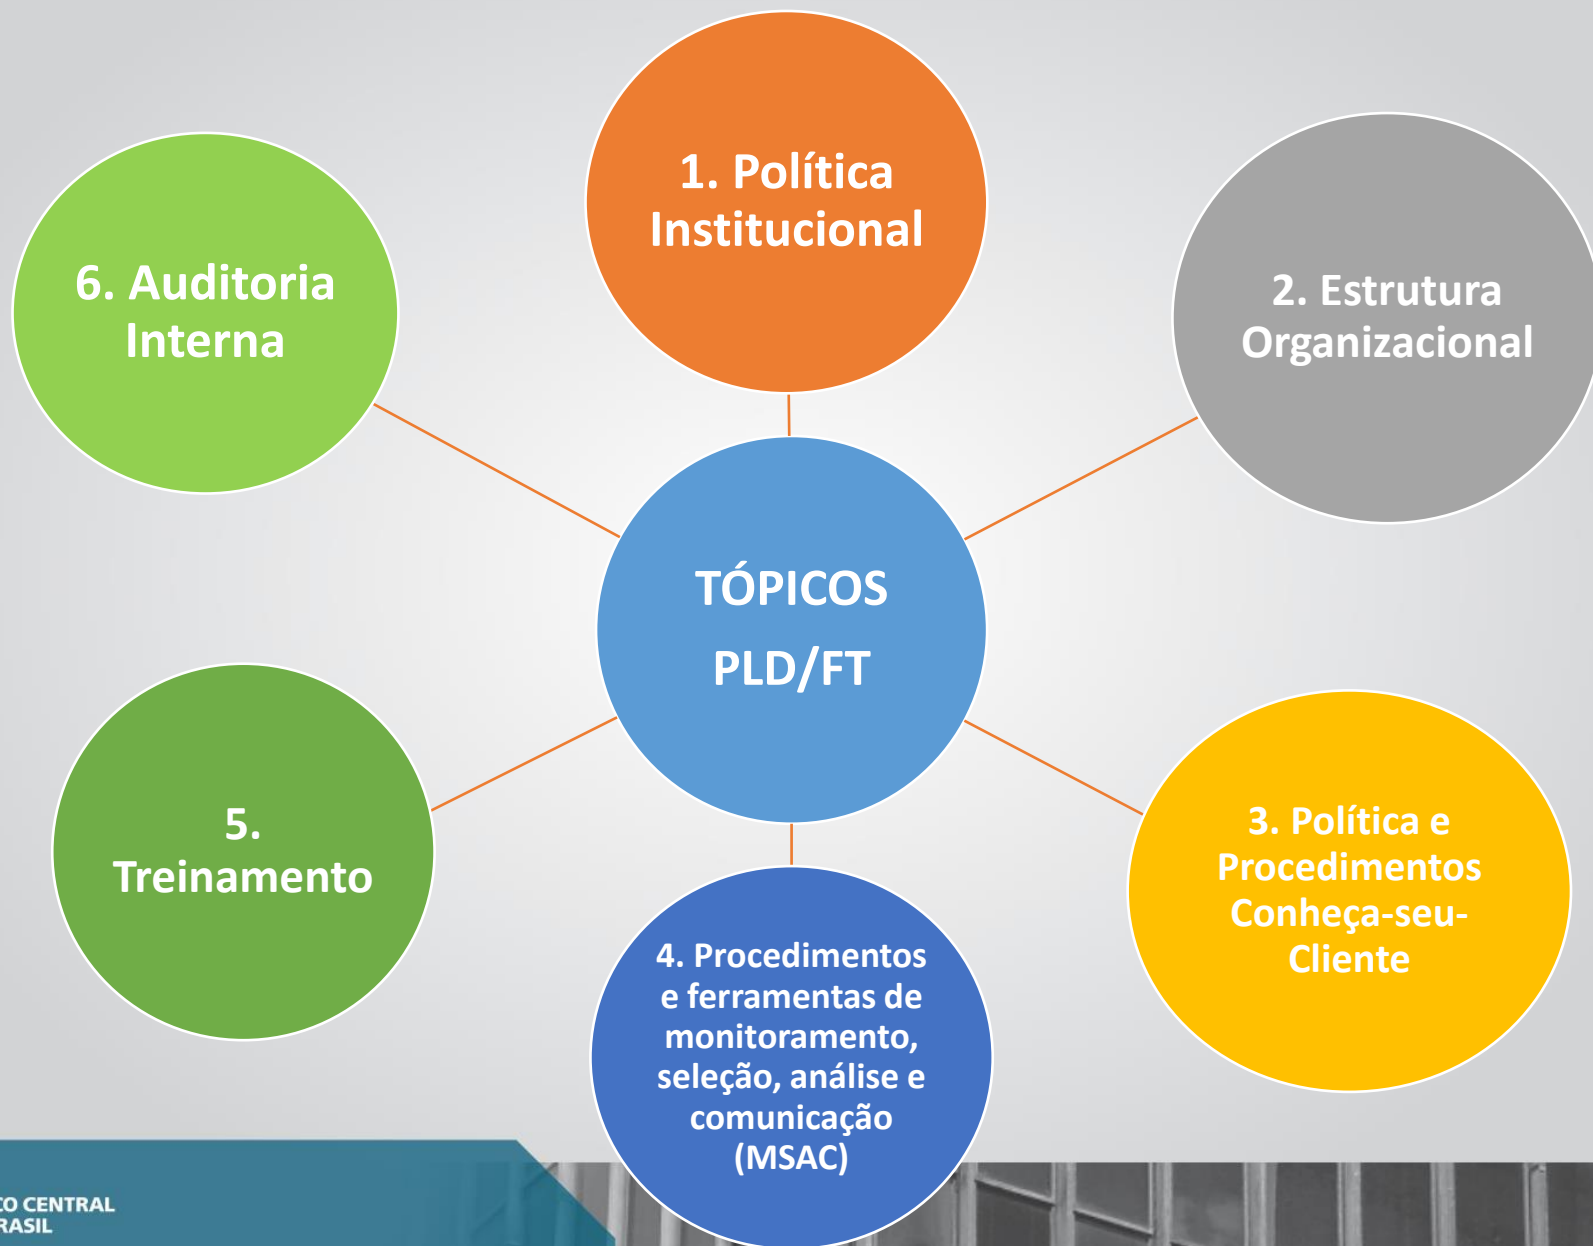 1. Política
Institucional
2. Estrutura
Organizacional
3. Política e
Procedimentos
Conheça-seu-
Cliente
4. Procedimentos
e ferramentas de
monitoramento,
seleção, análise e
comunicação
(MSAC)
5.
Treinamento
6. Auditoria
Interna
TÓPICOS
PLD/FT
CO CENTRAL
RASIL